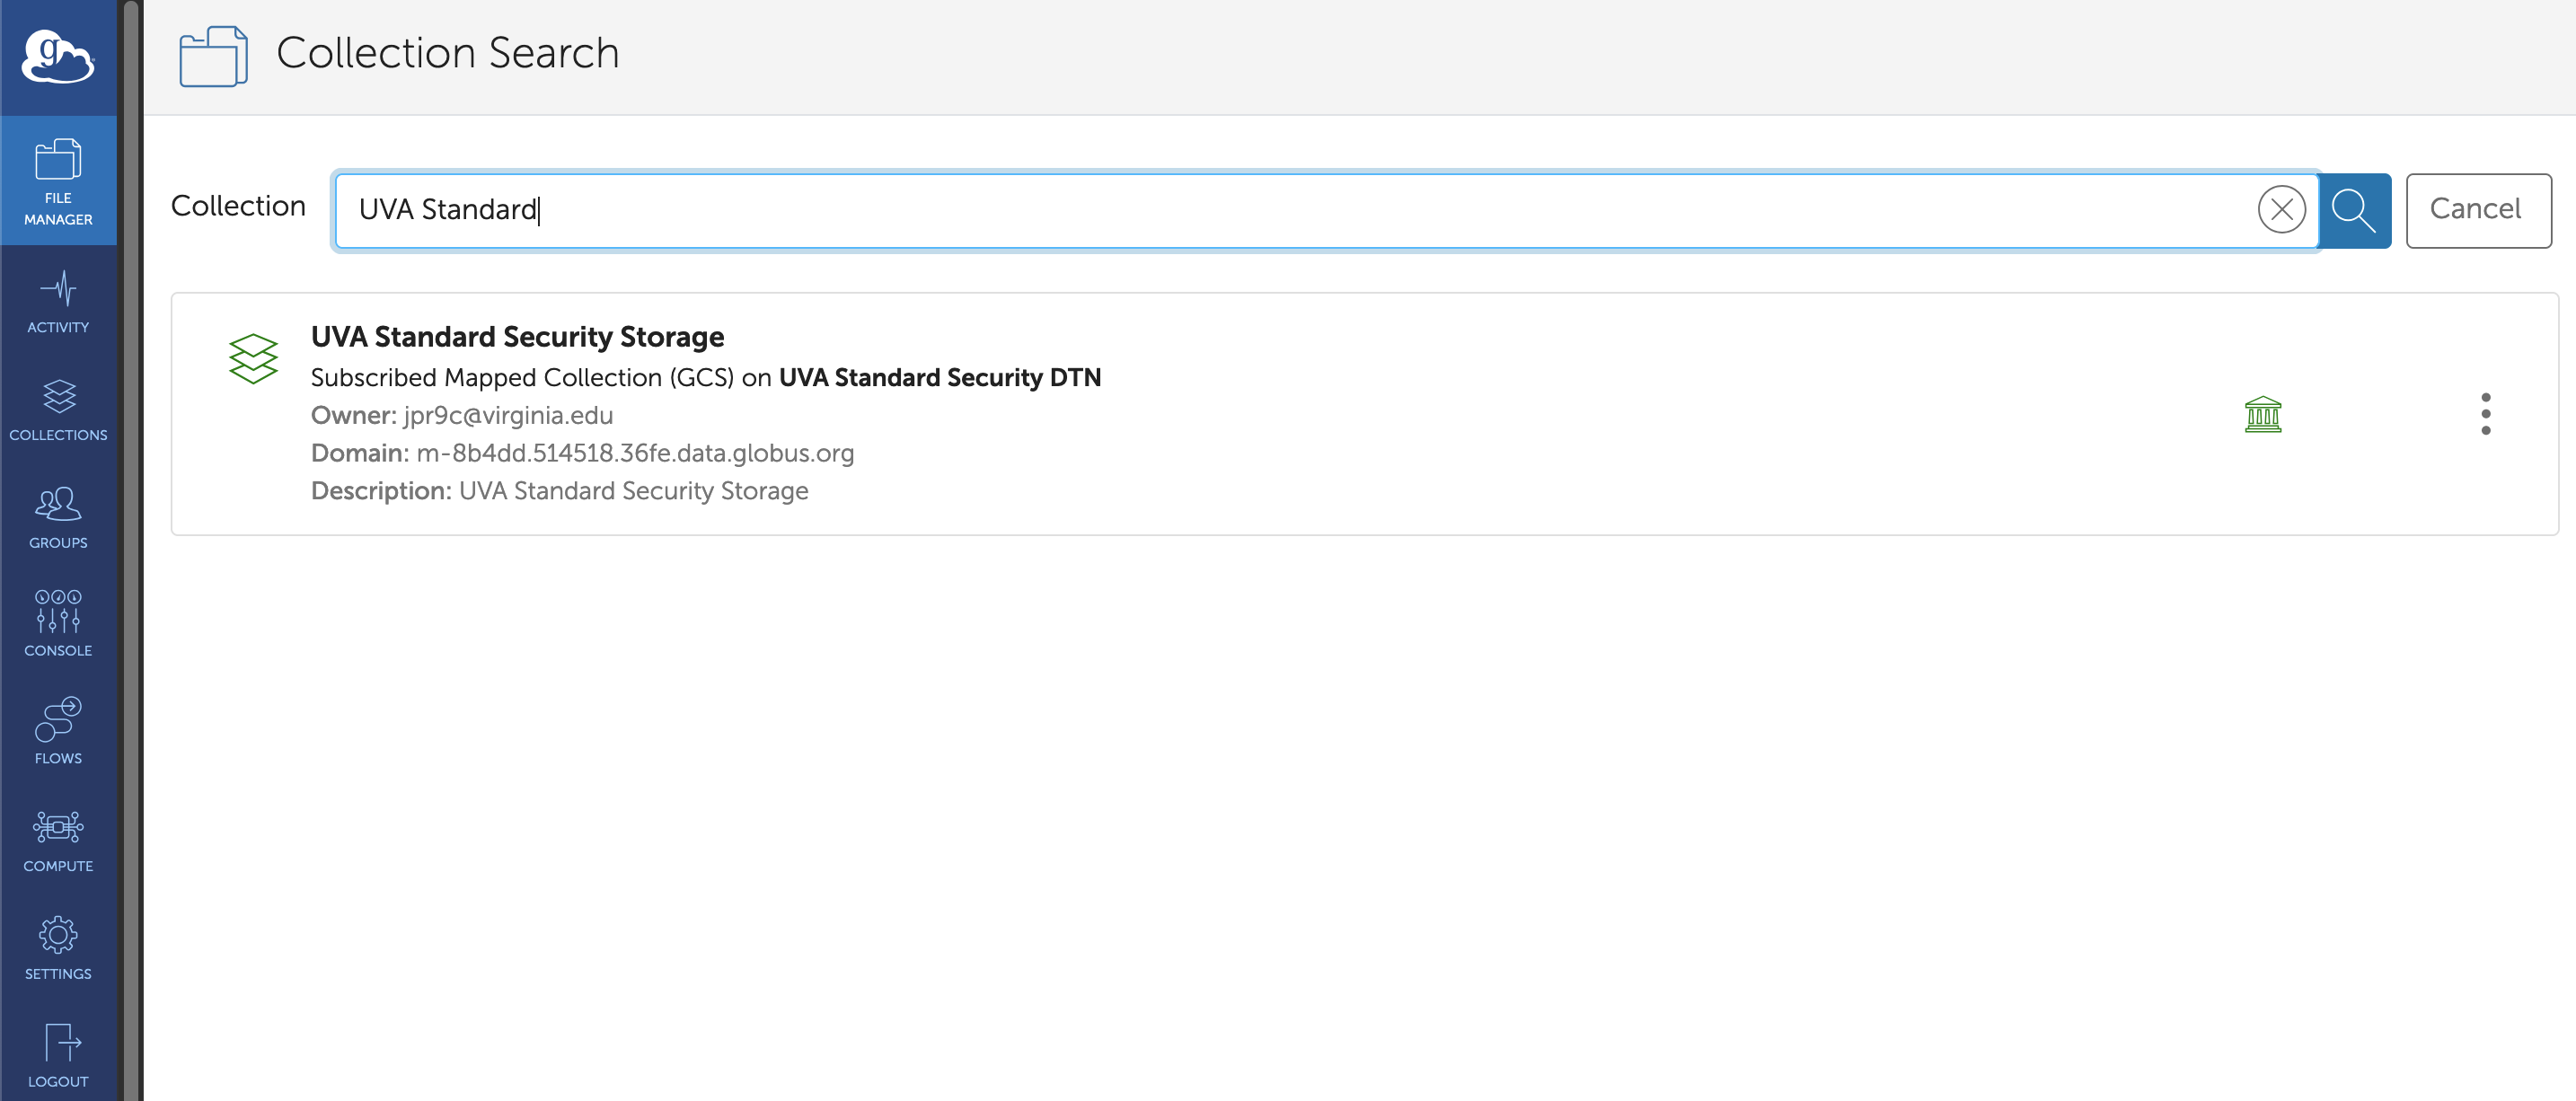 g
Collection Search
FILE
MANAGER
ACTIVITY
COLLECTIONS
GROUPS
CONSOLE
FLOWS
COMPUTE
SETTINGS
LOGOUT
Collection
UVA Standard
Cancel
UVA Standard Security Storage
Subscribed Mapped Collection (GCS) on UVA Standard Security DTN
Owner: jpr9c@virginia.edu
Domain: m-8b4dd.514518.36fe.data.globus.org
Description: UVA Standard Security Storage